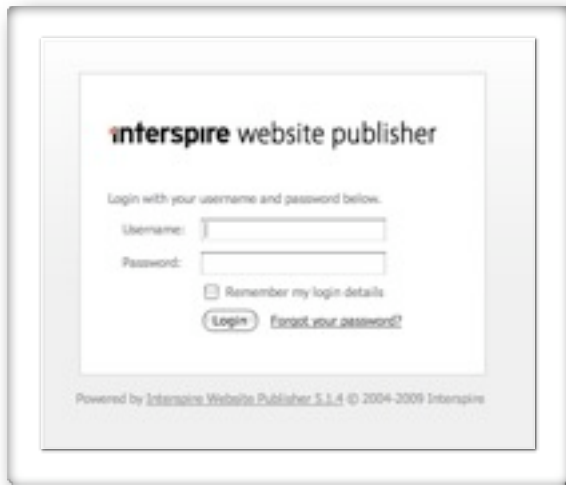 interspire website publisher
Login with your username and password below.
Username:
Password:
Remember my login details
Login Forgot your password?
Powered by Interspire Website Publisher 5.1.4 © 2004-2009 Interspire